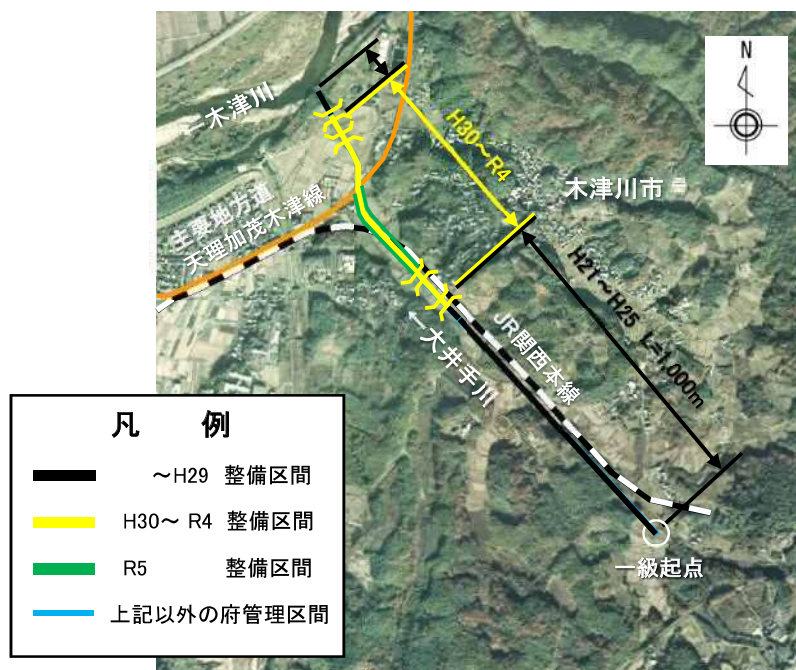 N
←木津川
H30～R4
木津川市
主要地方道
天理加茂木津線
H21～H25 L=1,000m
JR関西本線
←大井手川
一級起点
凡 例
～H29 整備区間
H30～ R4 整備区間
R5 整備区間
上記以外の府管理区間